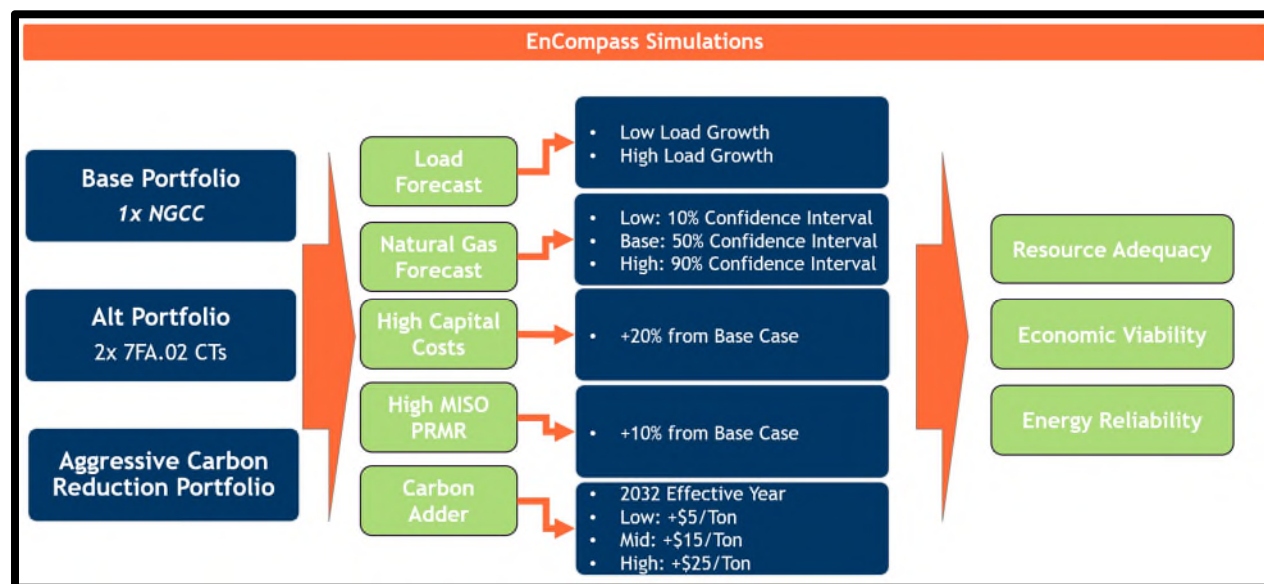 EnCompass Simulations
Base Portfolio
1x NGCC
Alt Portfolio
2x 7FA.02 CTs
Aggressive Carbon
Reduction Portfolio
Load
Forecast
• Low Load Growth
• High Load Growth
Natural Gas
Forecast
• Low: 10% Confidence Interval
• Base: 50% Confidence Interval
• High: 90% Confidence Interval
High Capital
Costs
• +20% from Base Case
High MISO
PRMR
• +10% from Base Case
Carbon
Adder
• 2032 Effective Year
• Low: +$5/Ton
• Mid: +$15/Ton
• High: +$25/Ton
Resource Adequacy
Economic Viability
Energy Reliability